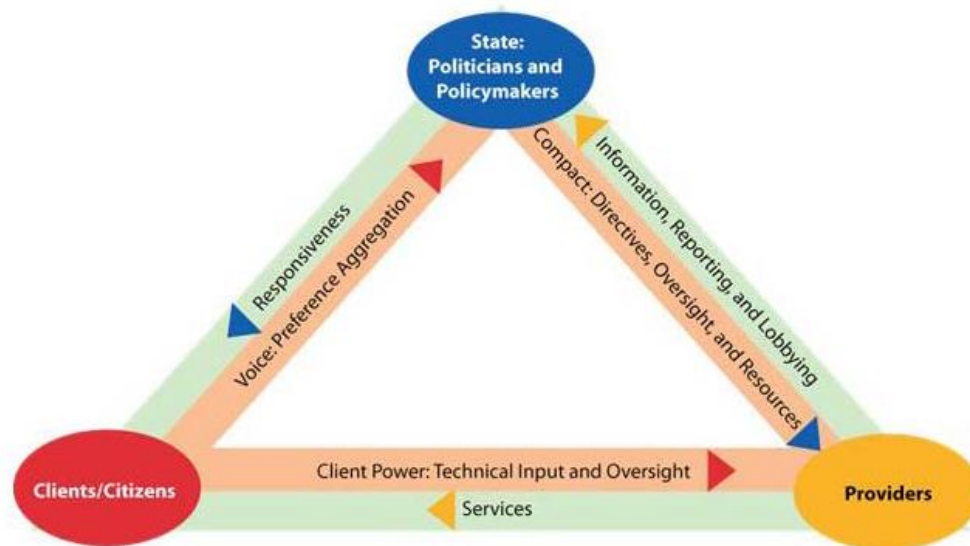 State:
Politicians and
Policymakers
Responsiveness
Voice: Preference Aggregation
Compact: Directives, Oversight, and Resources
Information, Reporting, and Lobbying
Client Power: Technical Input and Oversight
Services
Clients/Citizens
Providers